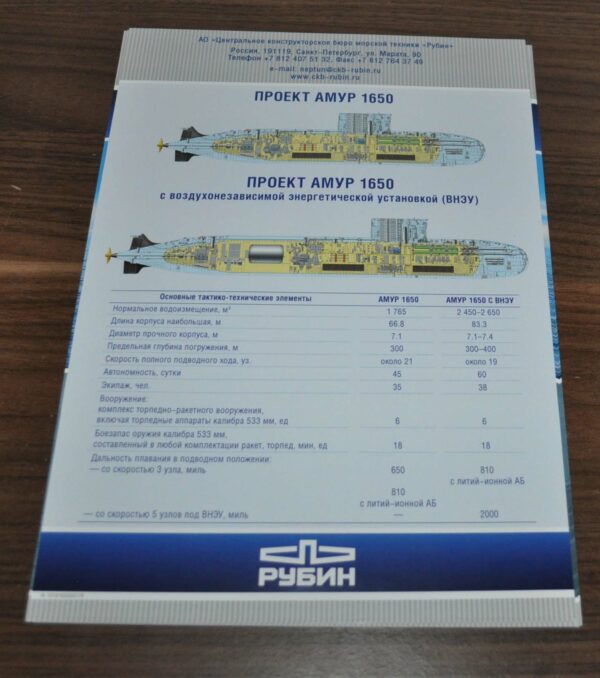 АО «Центральное конструкторское бюро морской техники «Рубин»
Россия, 191119, Санкт-Петербург, ул. Марата, 90
Телефон +7 812 407 51 32, Факс +7 812 764 37 49
e-mail: neptun@ckb-rubin.ru
www.ckb-rubin.ru
ПРОЕКТ АМУР 1650
ПРОЕКТ АМУР 1650
с воздухонезависимой энергетической установкой (ВНЭУ)
Основные тактико-технические элементы АМУР 1650 АМУР 1650 С ВНЭУ
Нормальное водоизмещение, м³ 1 765 2 450–2 650
Длина корпуса наибольшая, м 66.8 83.3
Диаметр прочного корпуса, м 7.1 7.1–7.4
Предельная глубина погружения, м 300 300–400
Скорость полного подводного хода, уз. около 21 около 19
Автономность, сутки 45 60
Экипаж, чел. 35 38
Вооружение:
комплекс торпедно–ракетного вооружения,
включая торпедные аппараты калибра 533 мм, ед 6 6
Боезапас оружия калибра 533 мм,
составленный в любой комплектации ракет, торпед, мин, ед 18 18
Дальность плавания в подводном положении:
— со скоростью 3 узла, миль 650 810
с литий–ионной АБ
810
с литий–ионной АБ
— со скоростью 5 узлов под ВНЭУ, миль — 2000
РУБИН